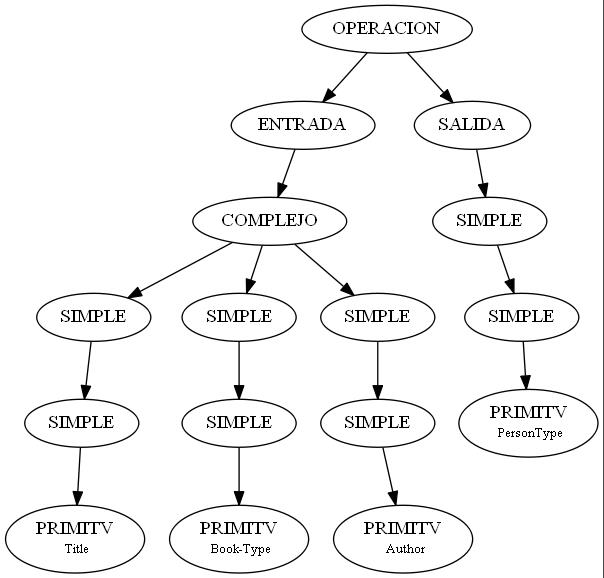 OPERACION
ENTRADA
SALIDA
COMPLEJO
SIMPLE
SIMPLE
SIMPLE
SIMPLE
SIMPLE
SIMPLE
SIMPLE
SIMPLE
PRIMITV
PersonType
PRIMITV
Title
PRIMITV
Book-Type
PRIMITV
Author